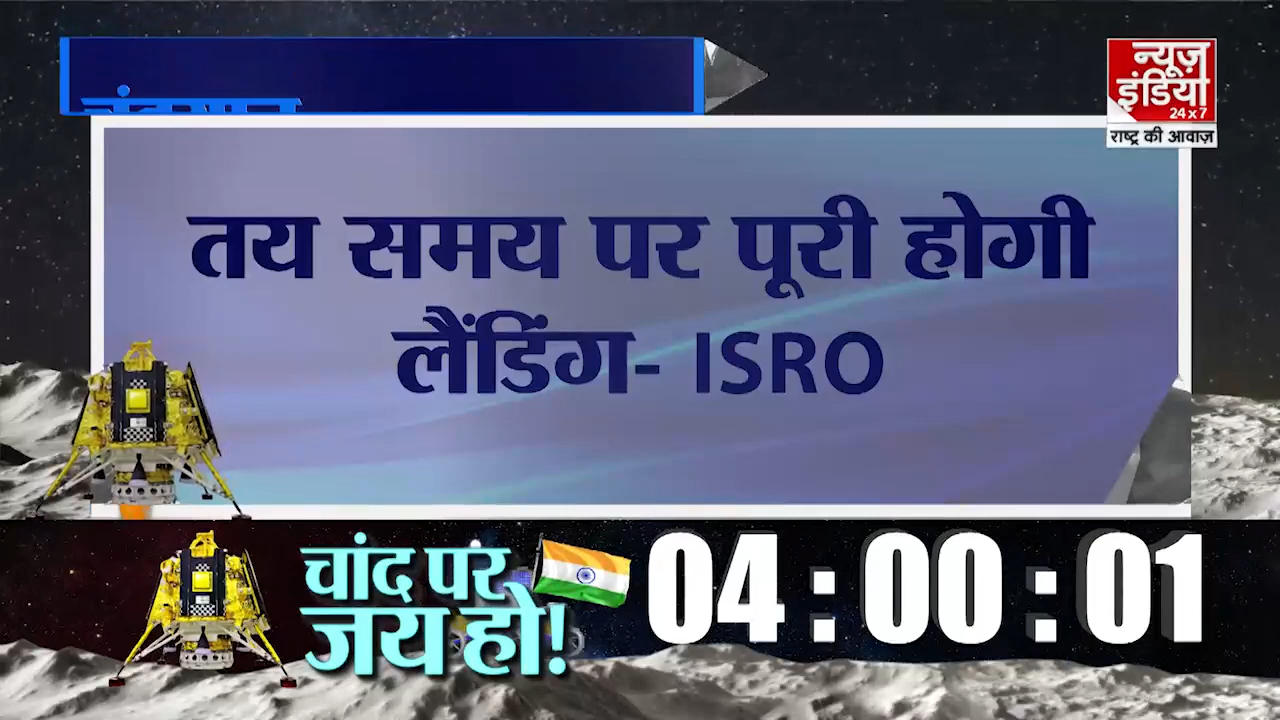 न्यूज़
इंडिया
24x7
राष्ट्र की आवाज़
तय समय पर पूरी होगी
लैंडिंग- ISRO
चांद पर
जय हो!
04:00:01